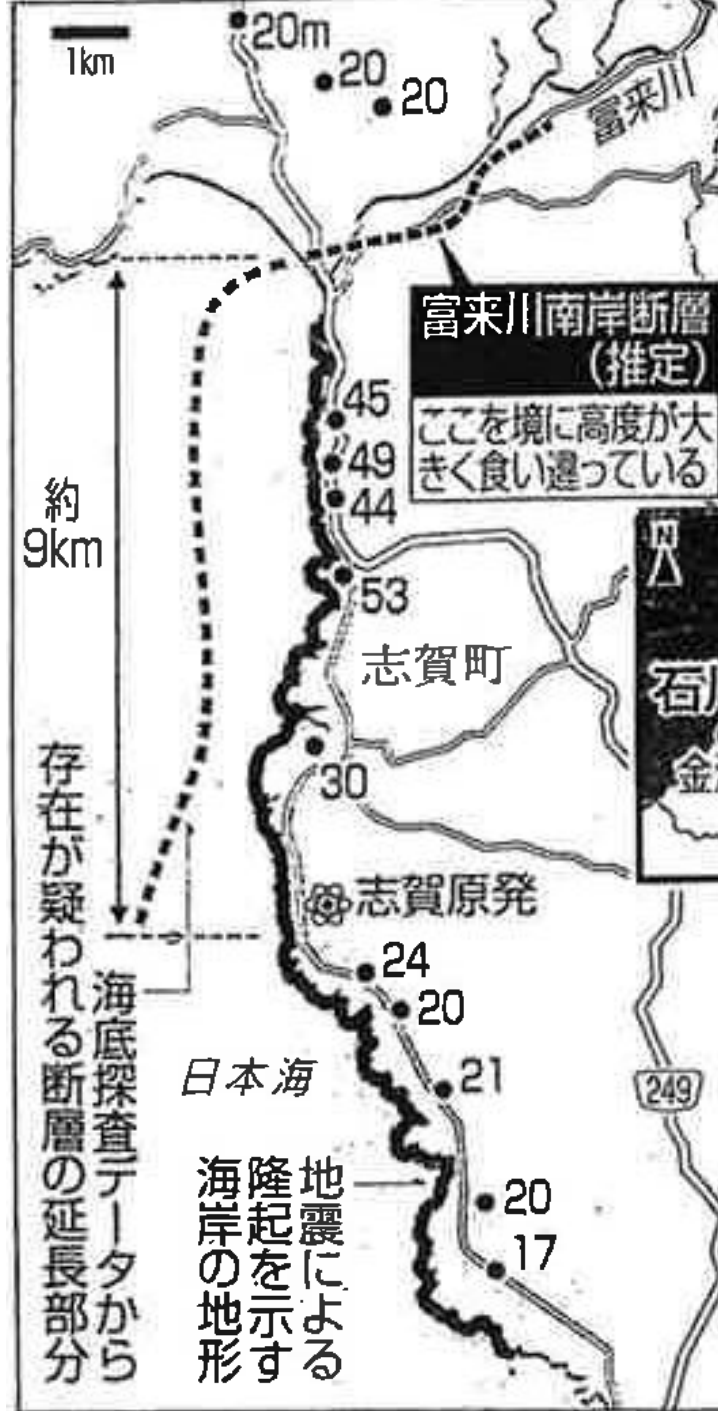 1km
20m
20
20
富来川
富来川南岸断層
(推定)
ここを境に高度が大
きく食い違っている
45
49
44
53
約
9km
志賀町
N
30
志賀原発
24
20
21
249
日本海
20
17
海底探査データから
存在が疑われる断層の延長部分
地震による
隆起を示す
海岸の地形